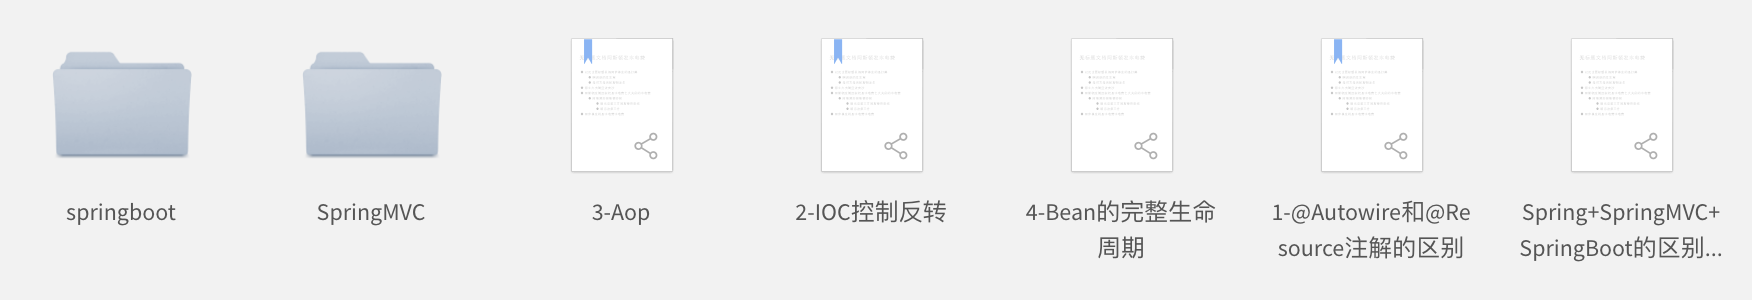 springboot
SpringMVC
3-Aop
2-IOC控制反转
4-Bean的完整生命
周期
1-@Autowire和@Re
source注解的区别
Spring+SpringMVC+
SpringBoot的区别...